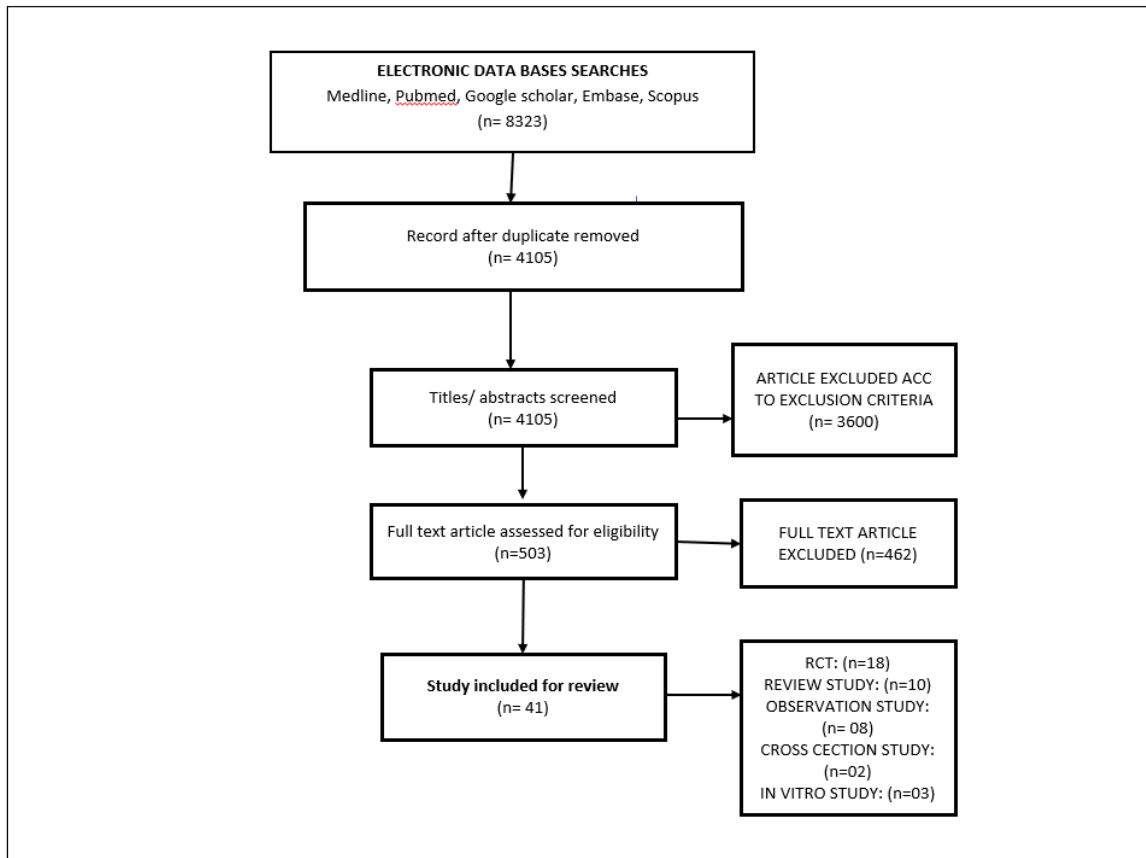 ELECTRONIC DATA BASES SEARCHES
Medline, Pubmed, Google scholar, Embase, Scopus
(n= 8323)
Record after duplicate removed
(n= 4105)
Titles/ abstracts screened
(n= 4105)
ARTICLE EXCLUDED ACC
TO EXCLUSION CRITERIA
(n= 3600)
Full text article assessed for eligibility
(n=503)
FULL TEXT ARTICLE
EXCLUDED (n=462)
Study included for review
(n= 41)
RCT: (n=18)
REVIEW STUDY: (n=10)
OBSERVATION STUDY:
(n= 08)
CROSS CECTION STUDY:
(n=02)
IN VITRO STUDY: (n=03)